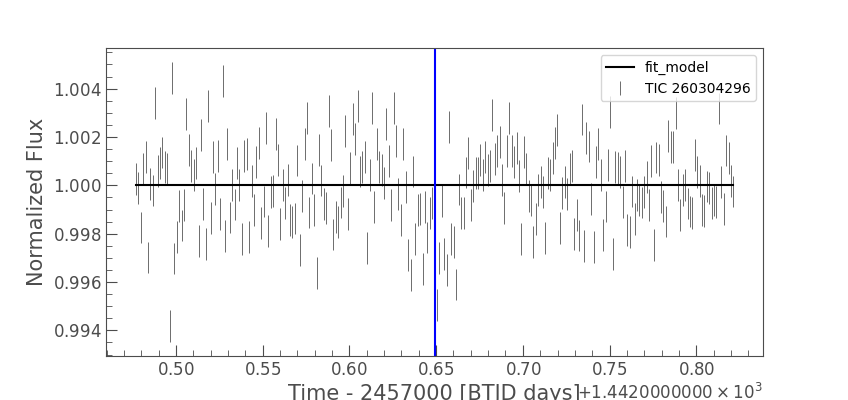 fit_model
TIC 260304296
1.004
1.002
1.000
0.998
0.996
0.994
Normalized Flux
0.50 0.55 0.60 0.65 0.70 0.75 0.80
Time - 2457000 [BTJD days]
+1.4420000000 × 10³